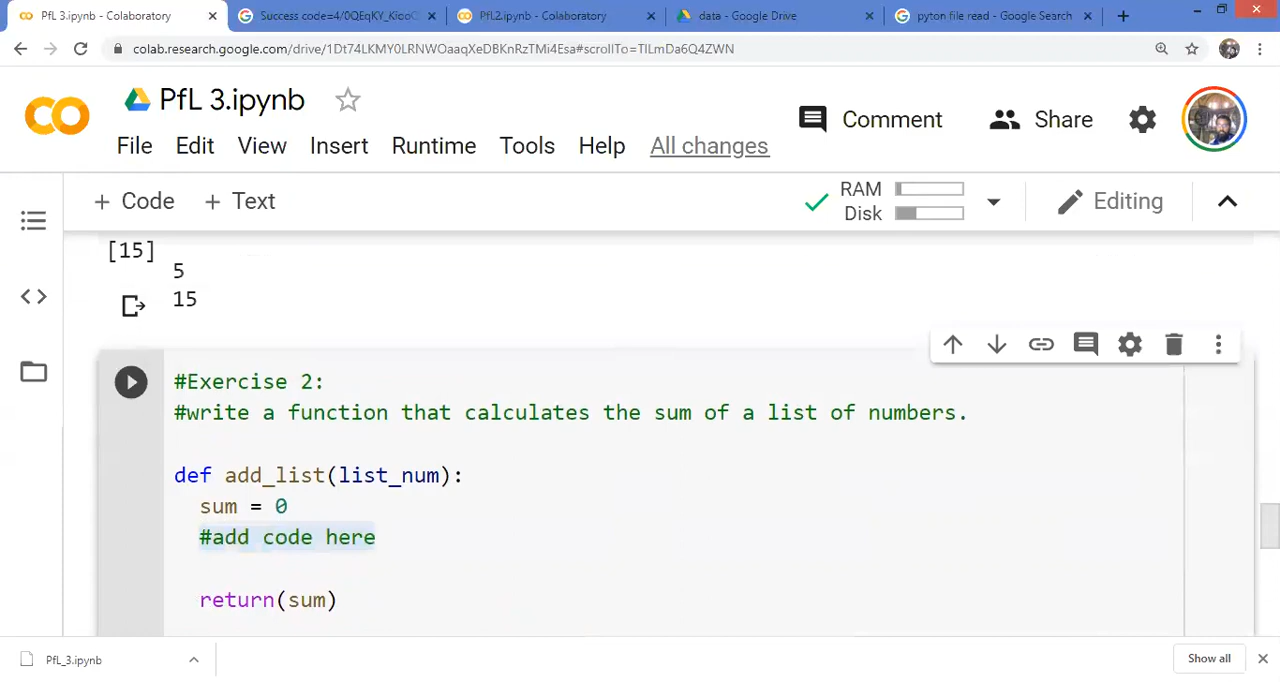 PfL 3.ipynb - Colaboratory
Success code=4/0QEqKY_
PfL2.ipynb - Colaboratory
data - Google Drive
pyton file read - Google Search
colab.research.google.com/drive/1Dt74LKMY0LRNWOaaqXeDBKnRzTMi4Esa#scrollTo=TlLmDa6Q4ZWN
PfL 3.ipynb
Comment
Share
File Edit View Insert Runtime Tools Help All changes
+ Code + Text
RAM
Disk
Editing
[15]
5
15
#Exercise 2:
#write a function that calculates the sum of a list of numbers.
def add_list(list_num):
sum = 0
#add code here
return(sum)
PfL_3.ipynb
Show all